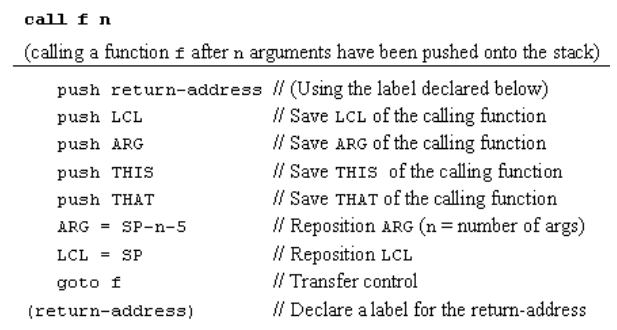 call f n
(calling a function f after n arguments have been pushed onto the stack)
push return-address // (Using the label declared below)
push LCL // Save LCL of the calling function
push ARG // Save ARG of the calling function
push THIS // Save THIS of the calling function
push THAT // Save THAT of the calling function
ARG = SP-n-5 // Reposition ARG (n = number of args)
LCL = SP // Reposition LCL
goto f // Transfer control
(return-address) // Declare a label for the return-address